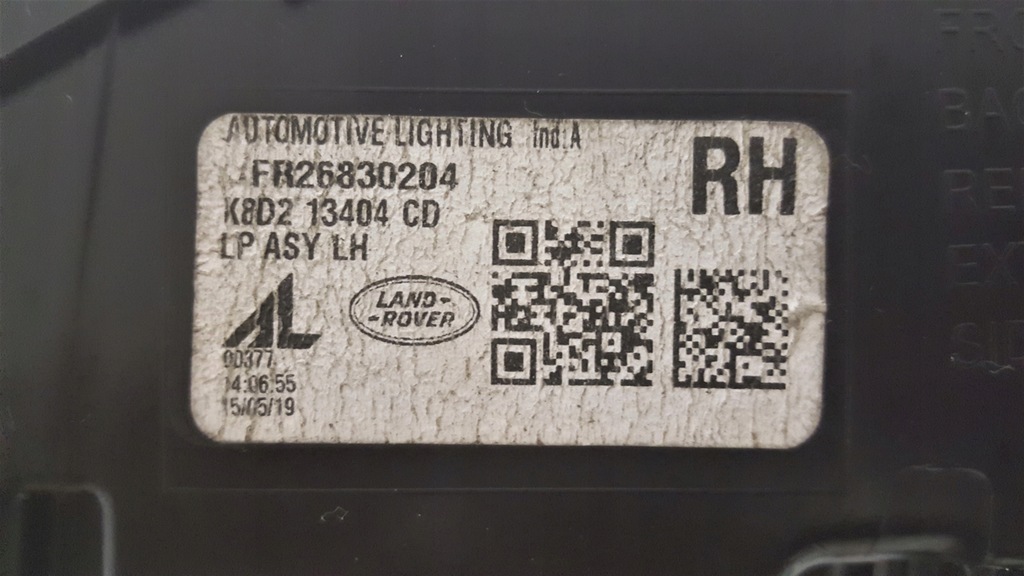 AUTOMOTIVE LIGHTING IndiA
RH
FR26830204
K8D2 13404 CD
LP ASY LH
AL
LAND-
-ROVER
00377
14:06:55
15/05/19